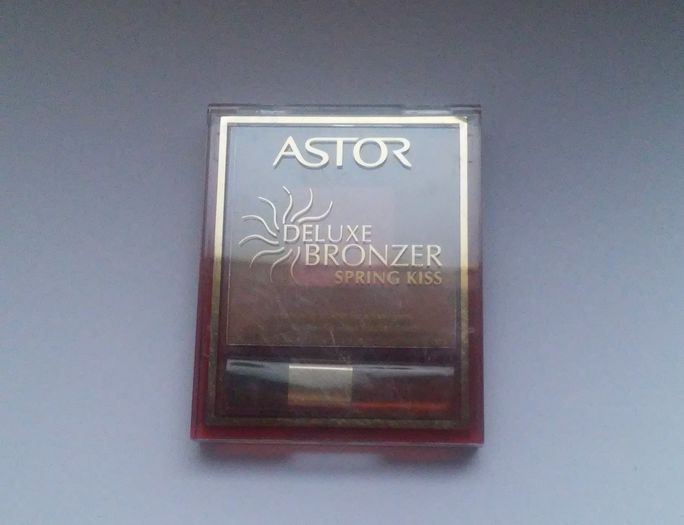 ASTOR
DELUXE
BRONZER
SPRING KISS